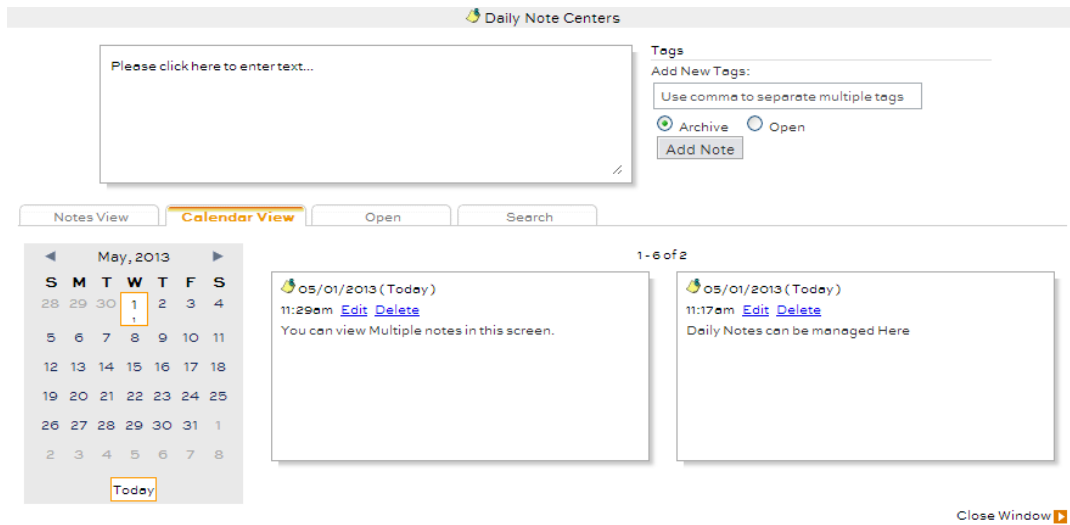 Daily Note Centers
Please click here to enter text...
Tags
Add New Tags:
Use comma to separate multiple tags
Archive Open
Add Note
Notes View Calendar View Open Search
May, 2013
S M T W T F S
28 29 30 1 2 3 4
1
5 6 7 8 9 10 11
12 13 14 15 16 17 18
19 20 21 22 23 24 25
26 27 28 29 30 31 1
2 3 4 5 6 7 8
Today
1 - 6 of 2
05/01/2013 ( Today )
11:29am Edit Delete
You can view Multiple notes in this screen.
05/01/2013 ( Today )
11:17am Edit Delete
Daily Notes can be managed Here
Close Window